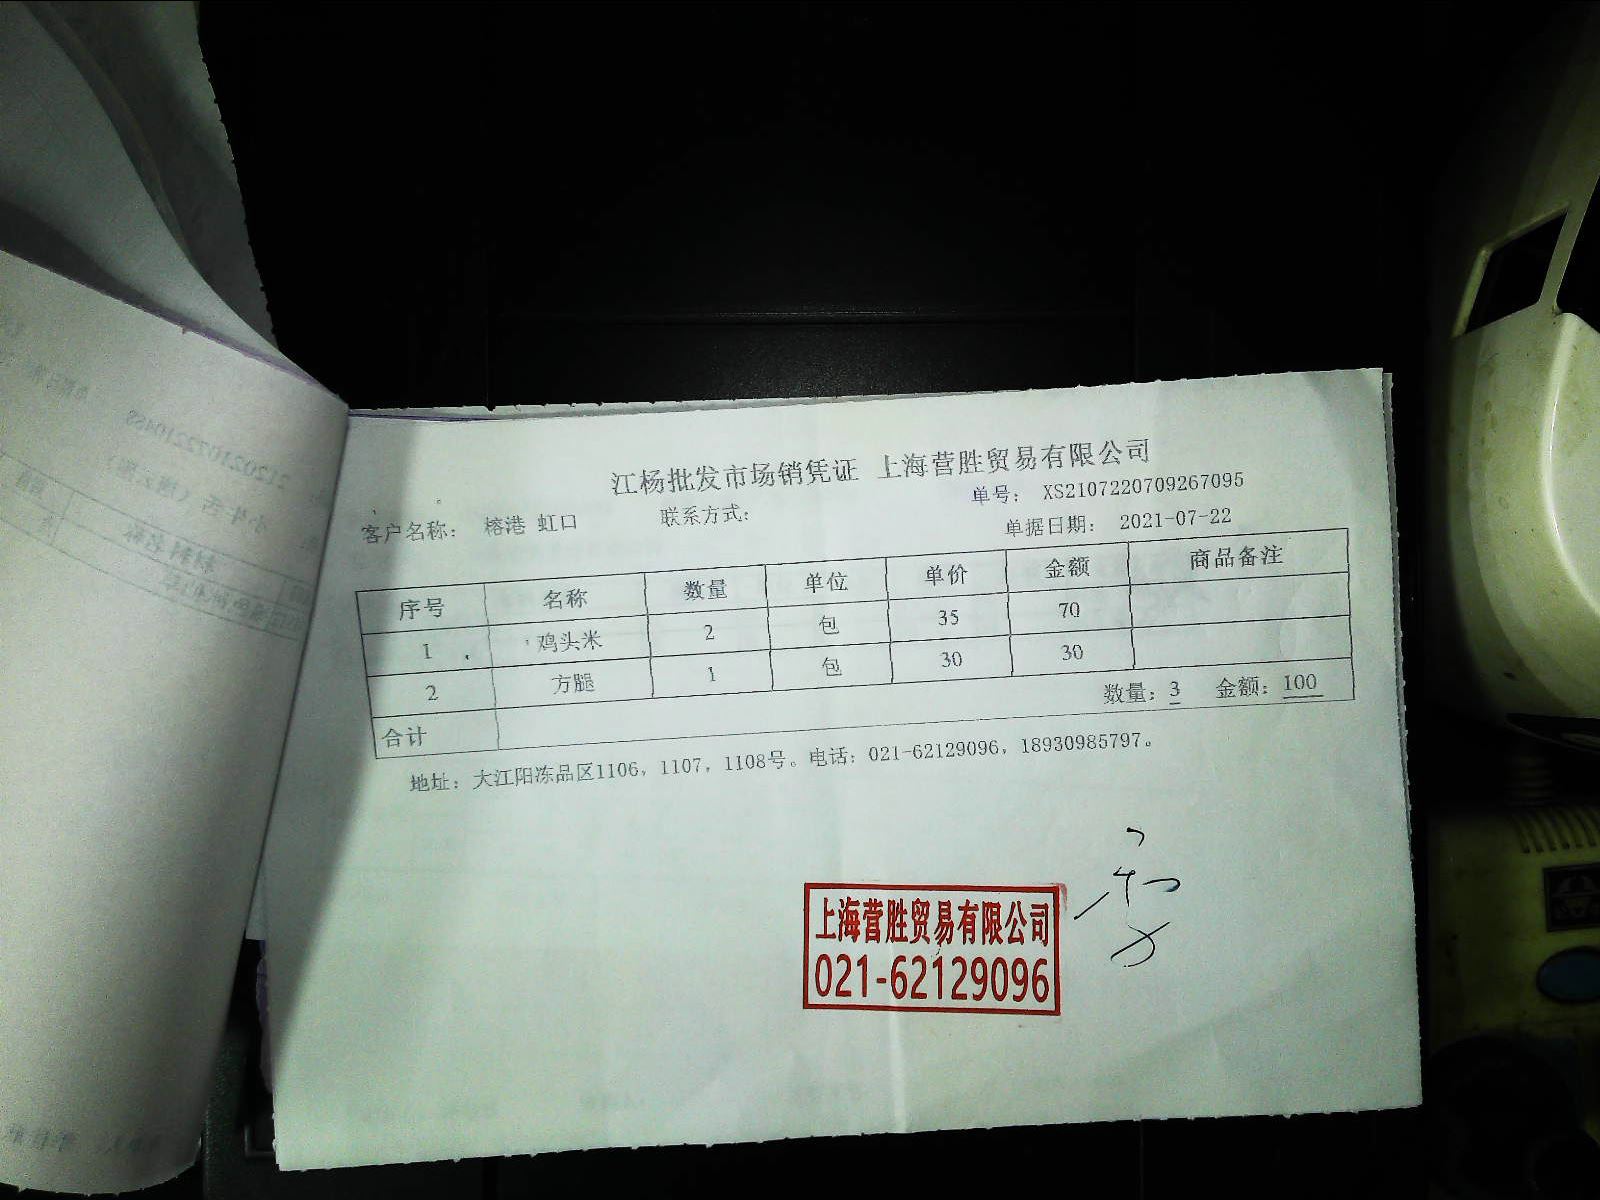 江杨批发市场销凭证 上海营胜贸易有限公司
单号： XS2107220709267095
客户名称： 榕港 虹口 联系方式： 单据日期： 2021-07-22
序号 名称 数量 单位 单价 金额 商品备注
1 鸡头米 2 包 35 70
2 方腿 1 包 30 30
合计 数量：3 金额：100
地址：大江阳冻品区1106，1107，1108号。电话：021-62129096，18930985797。
上海营胜贸易有限公司
021-62129096